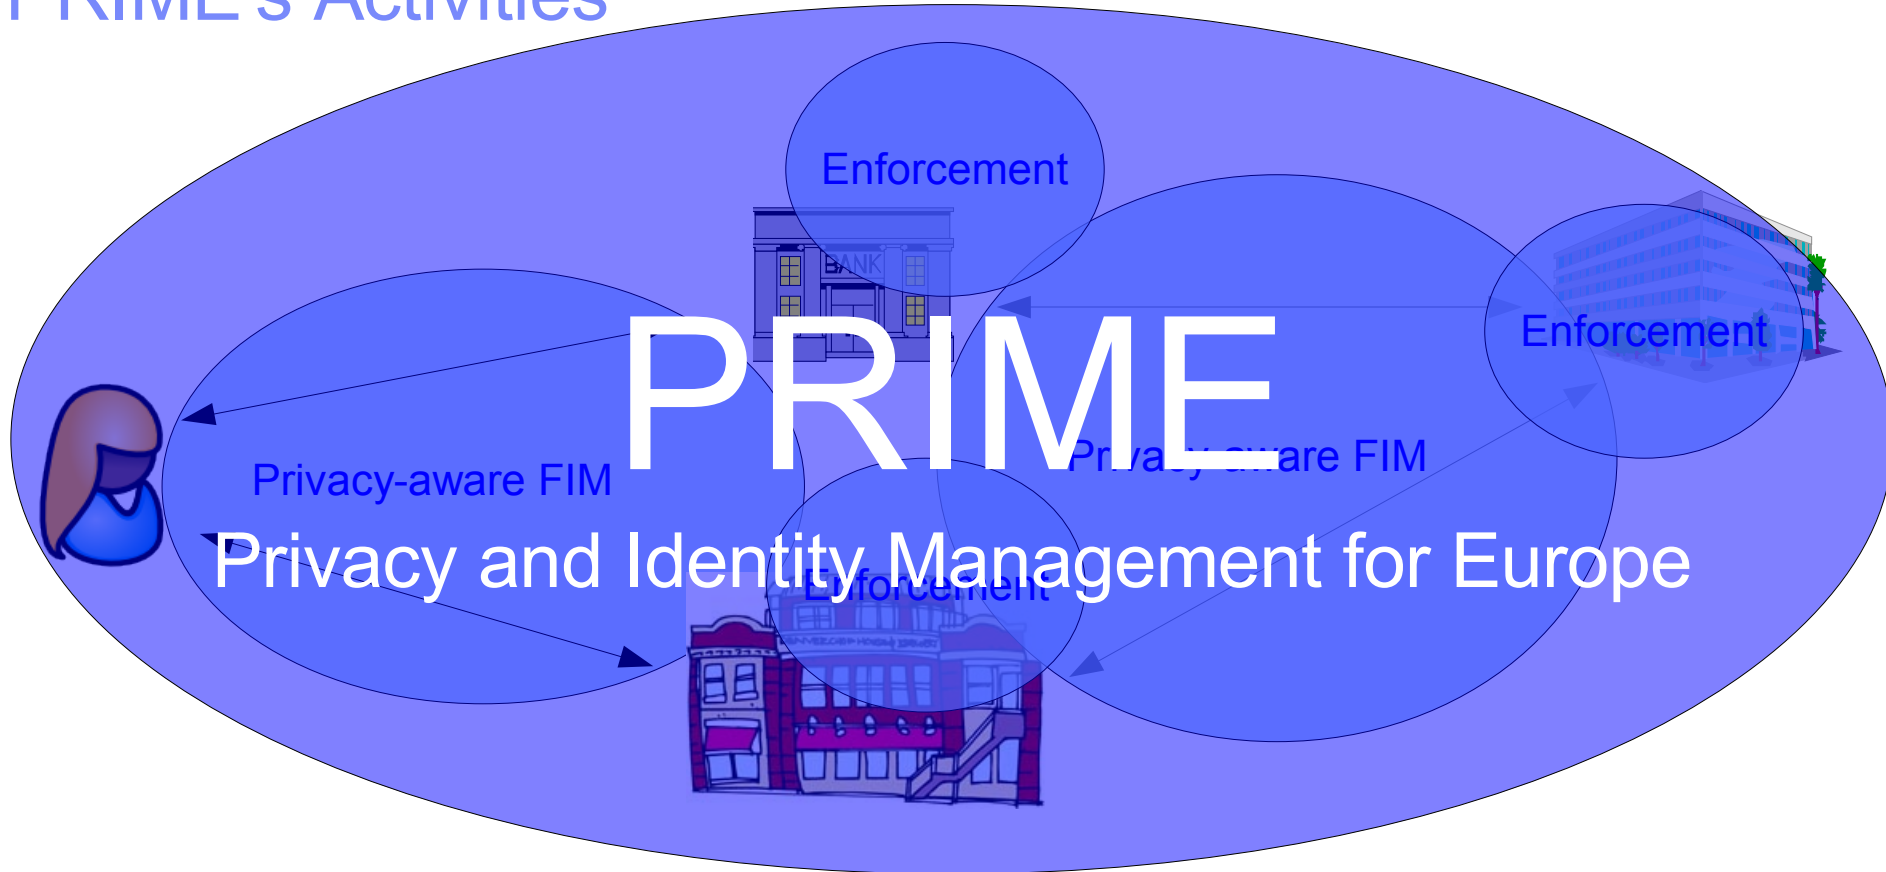 PRIME's Activities
Enforcement
BANK
Enforcement
PRIME
Privacy-aware FIM
Privacy-aware FIM
Privacy and Identity Management for Europe
Enforcement